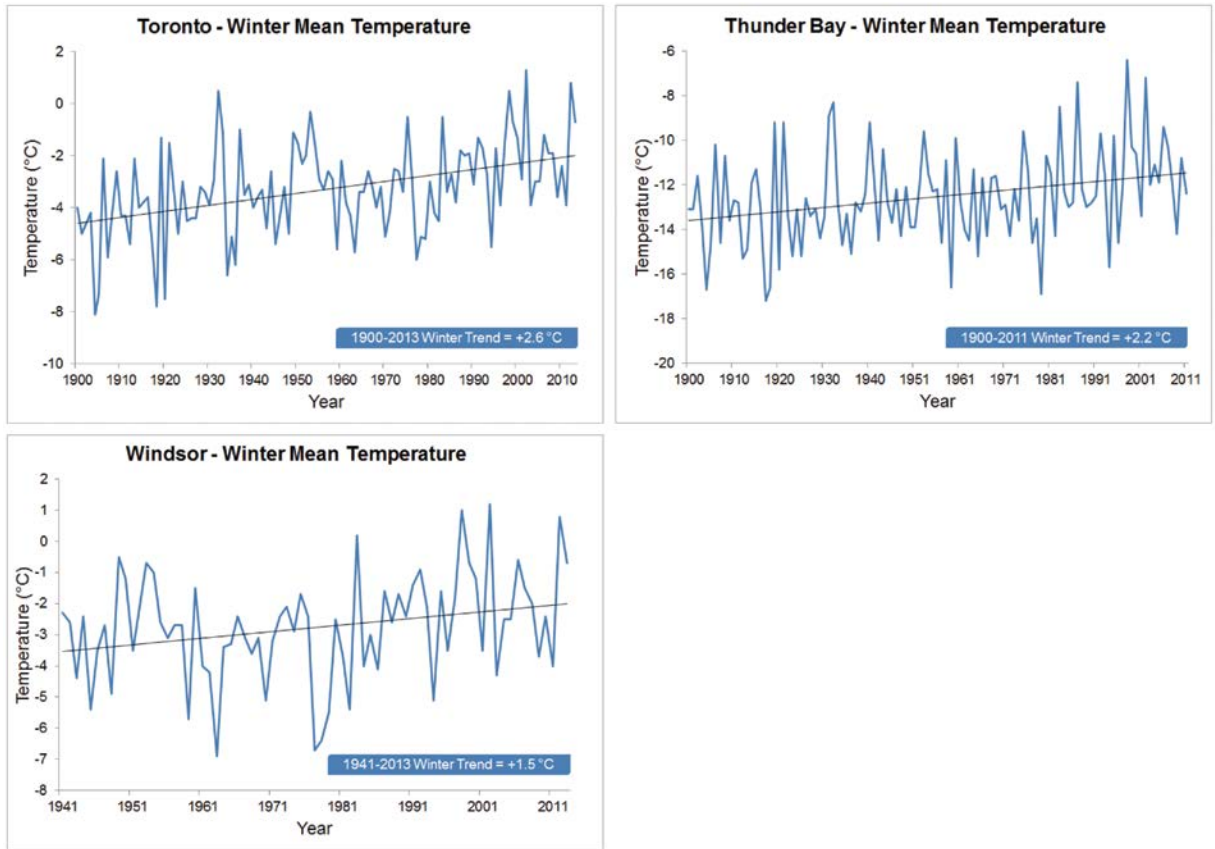 Toronto - Winter Mean Temperature
Temperature (°C)
2
0
-2
-4
-6
-8
-10
1900 1910 1920 1930 1940 1950 1960 1970 1980 1990 2000 2010
Year
1900-2013 Winter Trend = +2.6 °C
Thunder Bay - Winter Mean Temperature
Temperature (°C)
-6
-8
-10
-12
-14
-16
-18
-20
1900 1910 1920 1930 1940 1951 1961 1971 1981 1991 2001 2011
Year
1900-2011 Winter Trend = +2.2 °C
Windsor - Winter Mean Temperature
Temperature (°C)
2
1
0
-1
-2
-3
-4
-5
-6
-7
-8
1941 1951 1961 1971 1981 1991 2001 2011
Year
1941-2013 Winter Trend = +1.5 °C